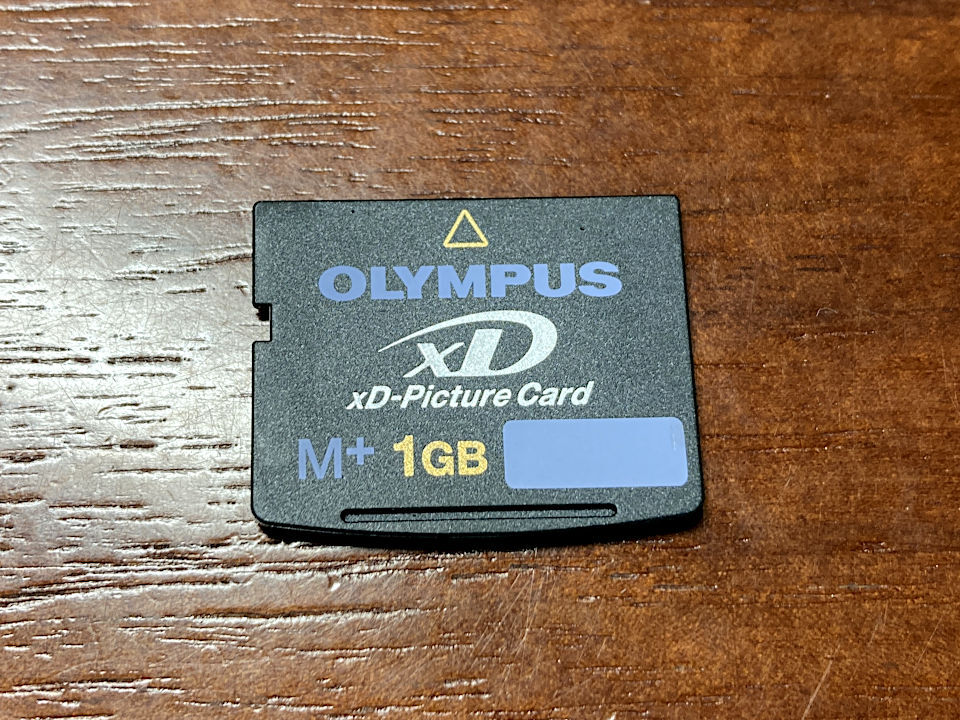 OLYMPUS
xD
xD-Picture Card
M+ 1GB